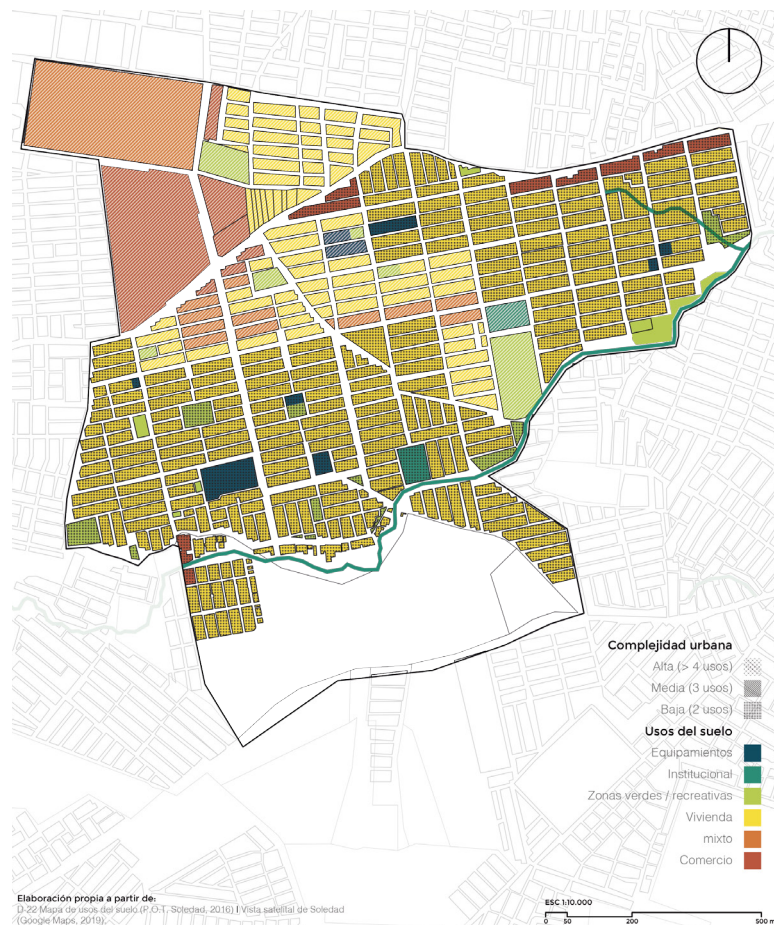 Complejidad urbana
Alta (> 4 usos)
Media (3 usos)
Baja (2 usos)
Usos del suelo
Equipamientos
Institucional
Zonas verdes / recreativas
Vivienda
mixto
Comercio
Elaboración propia a partir de:
D-22 Mapa de usos del suelo (P.O.T, Soledad, 2016) | Vista satelital de Soledad
(Google Maps, 2019).
ESC 1:10.000
0 50 200 500 m